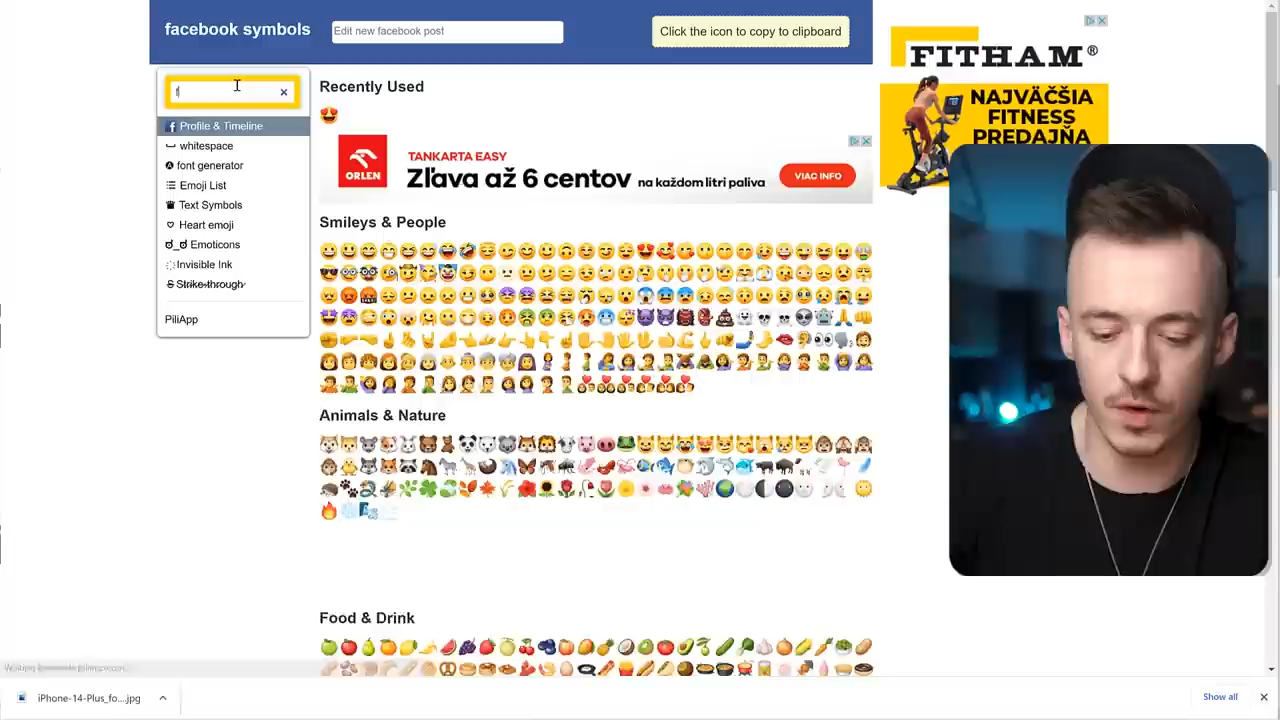 facebook symbols
Edit new facebook post
Click the icon to copy to clipboard
f
Profile & Timeline
whitespace
font generator
Emoji List
Text Symbols
Heart emoji
ಠ_ಠ Emoticons
Invisible Ink
Strikethrough
PiliApp
Recently Used
ORLEN
TANKARTA EASY
Zľava až 6 centov na každom litri paliva
VIAC INFO
Smileys & People
Animals & Nature
Food & Drink
FITHAM®
NAJVÄČŠIA
FITNESS
PREDAJŇA
iPhone-14-Plus_fo....jpg
Show all